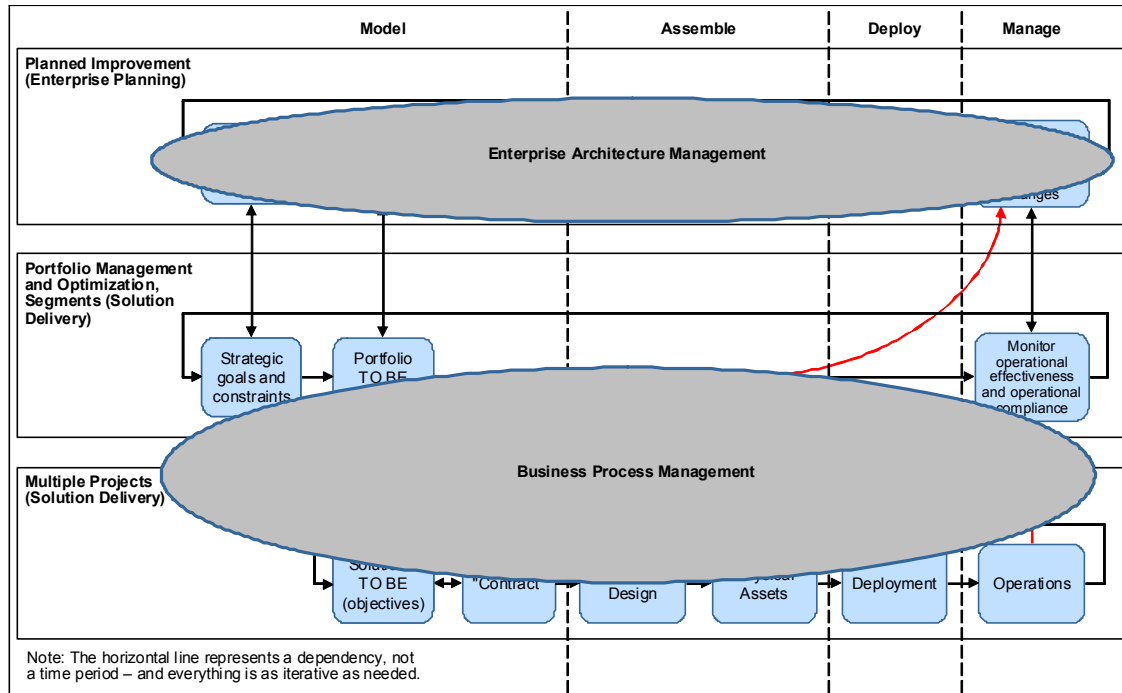 Model
Assemble
Deploy
Manage
Planned Improvement
(Enterprise Planning)
Enterprise Architecture Management
Portfolio Management
and Optimization,
Segments (Solution
Delivery)
Strategic
goals and
constraints
Portfolio
TO BE
Monitor
operational
effectiveness
and operational
compliance
Business Process Management
Multiple Projects
(Solution Delivery)
TO BE
(objectives)
"Contract
Design
Assets
Deployment
Operations
Note: The horizontal line represents a dependency, not
a time period – and everything is as iterative as needed.